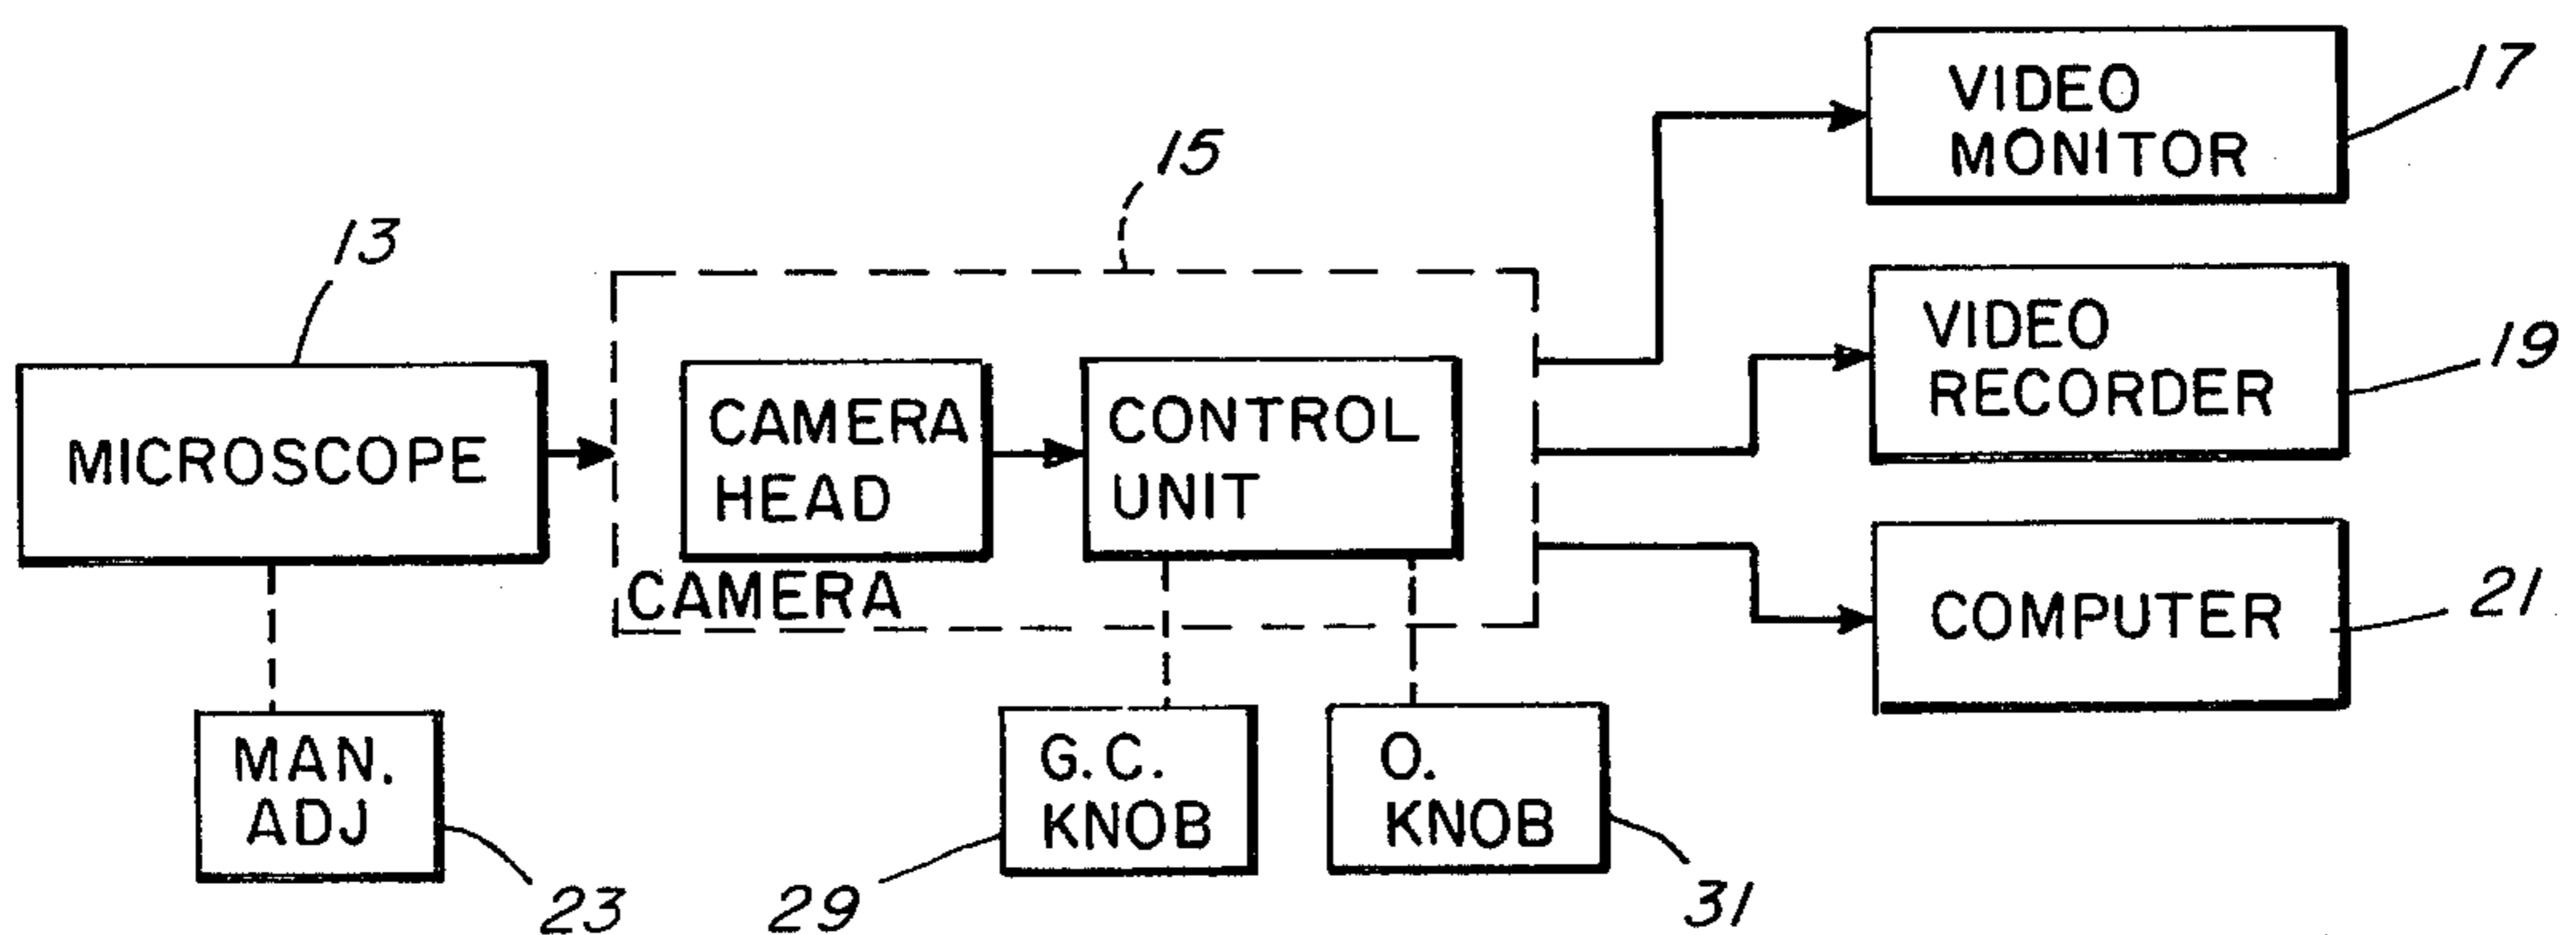 13
MICROSCOPE
MAN.
ADJ
23
15
CAMERA
HEAD
CONTROL
UNIT
CAMERA
G.C.
KNOB
29
O.
KNOB
31
VIDEO
MONITOR
17
VIDEO
RECORDER
19
COMPUTER
21